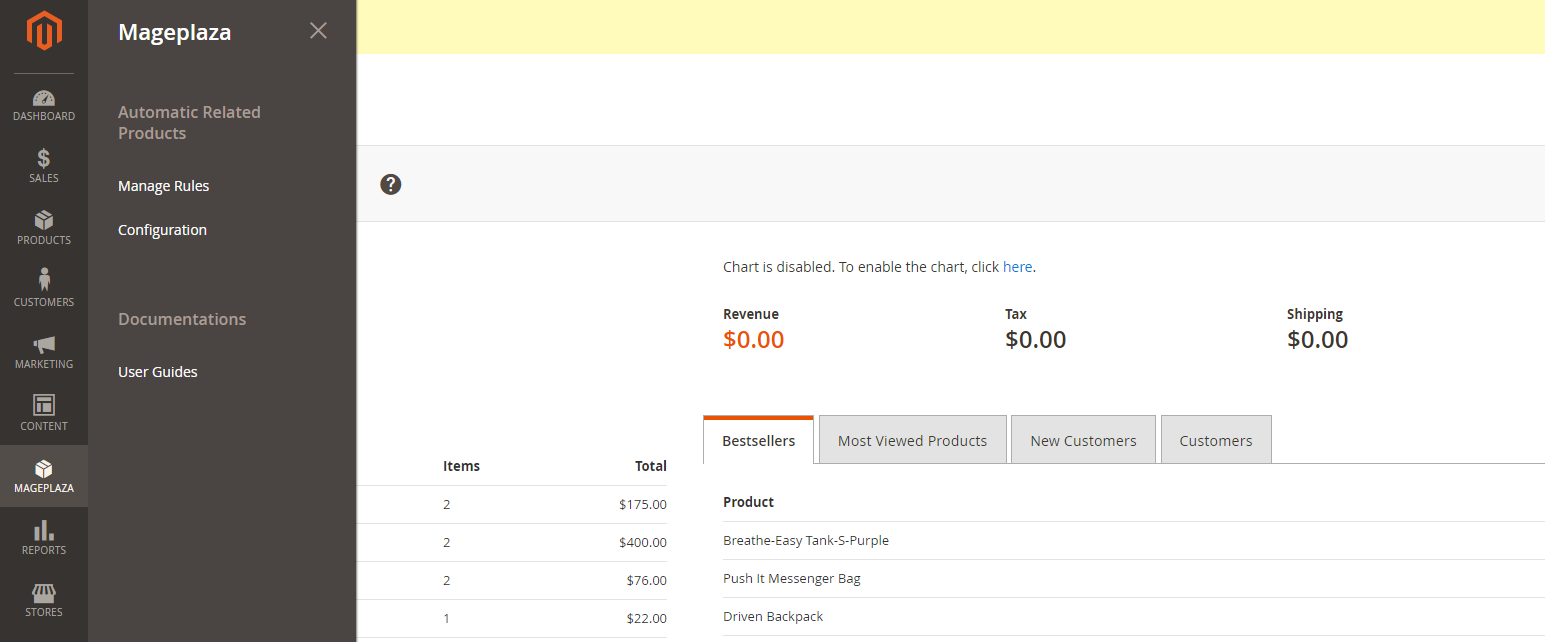 DASHBOARD
SALES
PRODUCTS
CUSTOMERS
MARKETING
CONTENT
MAGEPLAZA
REPORTS
STORES
Mageplaza
Automatic Related
Products
Manage Rules
Configuration
Documentations
User Guides
?
Chart is disabled. To enable the chart, click here.
Revenue Tax Shipping
$0.00 $0.00 $0.00
Items Total
2 $175.00
2 $400.00
2 $76.00
1 $22.00
Bestsellers Most Viewed Products New Customers Customers
Product
Breathe-Easy Tank-S-Purple
Push It Messenger Bag
Driven Backpack